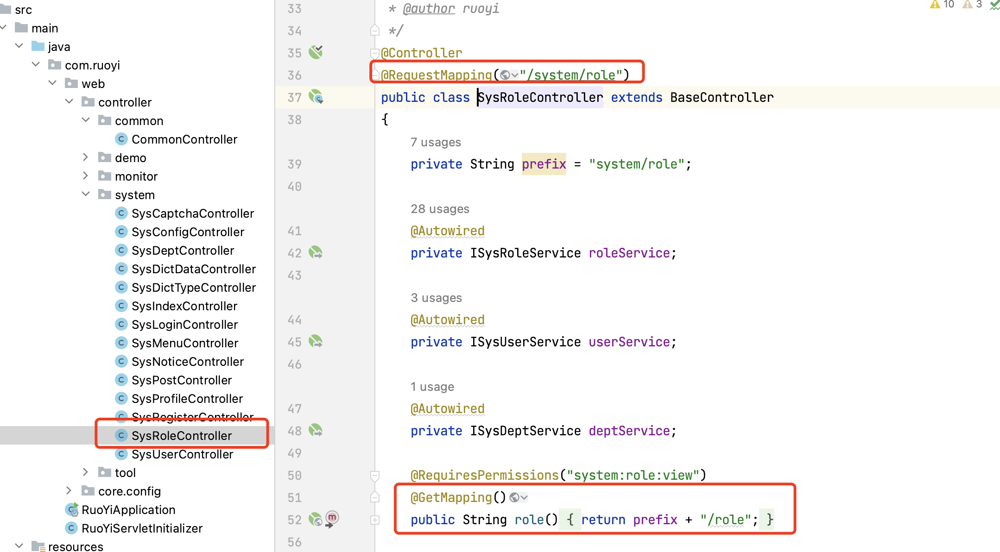 src
main
java
com.ruoyi
web
controller
common
CommonController
demo
monitor
system
SysCaptchaController
SysConfigController
SysDeptController
SysDictDataController
SysDictTypeController
SysIndexController
SysLoginController
SysMenuController
SysNoticeController
SysPostController
SysProfileController
SysRegisterController
SysRoleController
SysUserController
tool
core.config
RuoYiApplication
RuoYiServletInitializer
resources
10 3
33 * @author ruoyi
34 */
35 @Controller
36 @RequestMapping("/system/role")
37 public class SysRoleController extends BaseController
38 {
7 usages
39 private String prefix = "system/role";
40
28 usages
41 @Autowired
42 private ISysRoleService roleService;
43
3 usages
44 @Autowired
45 private ISysUserService userService;
46
1 usage
47 @Autowired
48 private ISysDeptService deptService;
49
50 @RequiresPermissions("system:role:view")
51 @GetMapping()
52 public String role() { return prefix + "/role"; }
56